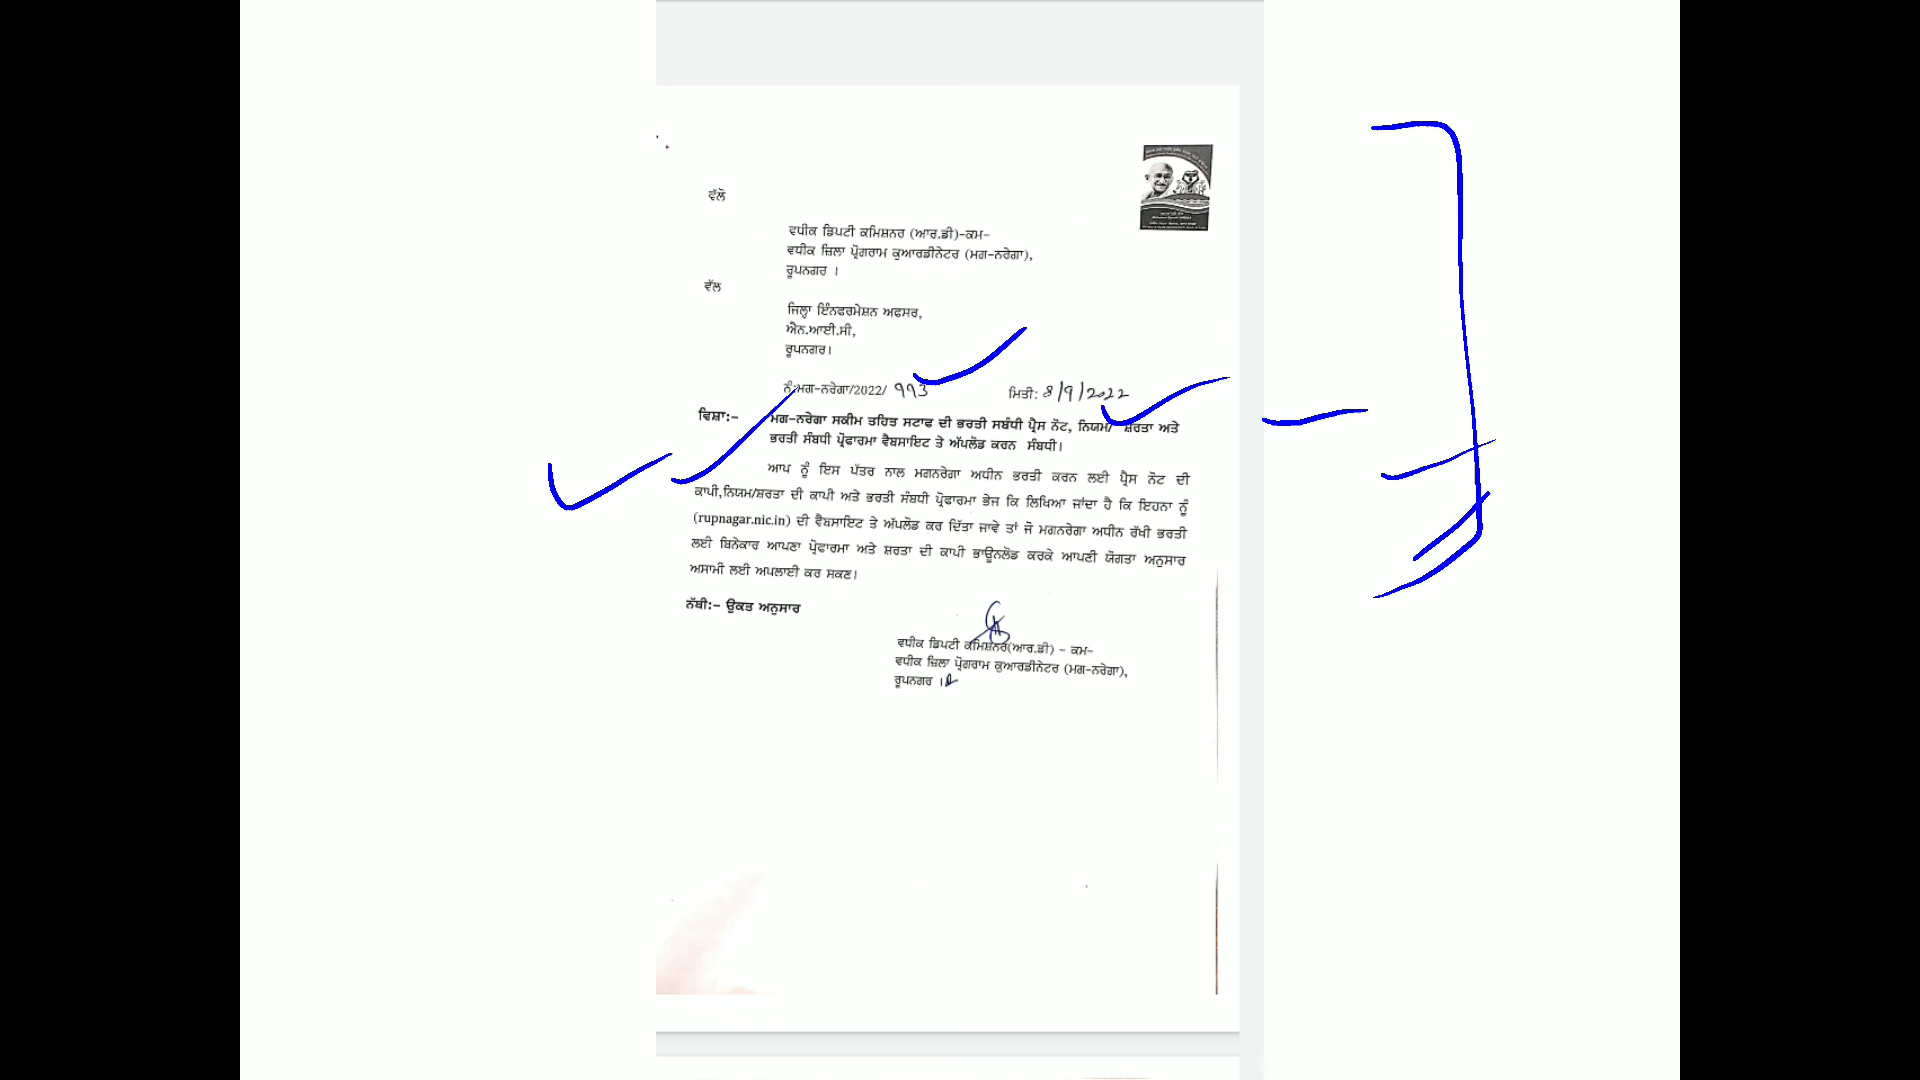 ਵੱਲੋ
ਵਧੀਕ ਡਿਪਟੀ ਕਮਿਸ਼ਨਰ (ਆਰ.ਡੀ)-ਕਮ-
ਵਧੀਕ ਜ਼ਿਲਾ ਪ੍ਰੋਗਰਾਮ ਕੁਆਰਡੀਨੇਟਰ (ਮਗ-ਨਰੇਗਾ),
ਰੂਪਨਗਰ ।
ਵੱਲ
ਜਿਲ੍ਹਾ ਇੰਨਫਰਮੇਸ਼ਨ ਅਫਸਰ,
ਐਨ.ਆਈ.ਸੀ,
ਰੂਪਨਗਰ।
ਨੰ:ਮਗ-ਨਰੇਗਾ/2022/ ੧੧੩ ਮਿਤੀ: 8/9/2022
ਵਿਸ਼ਾ:- ਮਗ-ਨਰੇਗਾ ਸਕੀਮ ਤਹਿਤ ਸਟਾਫ ਦੀ ਭਰਤੀ ਸਬੰਧੀ ਪ੍ਰੈਸ ਨੋਟ, ਨਿਯਮ/ ਸ਼ਰਤਾ ਅਤੇ
ਭਰਤੀ ਸੰਬਧੀ ਪ੍ਰੋਫਾਰਮਾ ਵੈਬਸਾਇਟ ਤੇ ਅੱਪਲੋਡ ਕਰਨ ਸੰਬਧੀ।
ਆਪ ਨੂੰ ਇਸ ਪੱਤਰ ਨਾਲ ਮਗਨਰੇਗਾ ਅਧੀਨ ਭਰਤੀ ਕਰਨ ਲਈ ਪ੍ਰੈਸ ਨੋਟ ਦੀ
ਕਾਪੀ,ਨਿਯਮ/ਸ਼ਰਤਾ ਦੀ ਕਾਪੀ ਅਤੇ ਭਰਤੀ ਸੰਬਧੀ ਪ੍ਰੋਫਾਰਮਾ ਭੇਜ ਕਿ ਲਿਖਿਆ ਜਾਂਦਾ ਹੈ ਕਿ ਇਹਨਾ ਨੂੰ
(rupnagar.nic.in) ਦੀ ਵੈਬਸਾਇਟ ਤੇ ਅੱਪਲੋਡ ਕਰ ਦਿੱਤਾ ਜਾਵੇ ਤਾਂ ਜੋ ਮਗਨਰੇਗਾ ਅਧੀਨ ਰੱਖੀ ਭਰਤੀ
ਲਈ ਬਿਨੇਕਾਰ ਆਪਣਾ ਪ੍ਰੋਫਾਰਮਾ ਅਤੇ ਸ਼ਰਤਾ ਦੀ ਕਾਪੀ ਭਾਊਨਲੋਡ ਕਰਕੇ ਆਪਣੀ ਯੋਗਤਾ ਅਨੁਸਾਰ
ਅਸਾਮੀ ਲਈ ਅਪਲਾਈ ਕਰ ਸਕਣ।
ਨੱਥੀ:- ਉਕਤ ਅਨੁਸਾਰ
ਵਧੀਕ ਡਿਪਟੀ ਕਮਿਸ਼ਨਰ(ਆਰ.ਡੀ) - ਕਮ-
ਵਧੀਕ ਜ਼ਿਲਾ ਪ੍ਰੋਗਰਾਮ ਕੁਆਰਡੀਨੇਟਰ (ਮਗ-ਨਰੇਗਾ),
ਰੂਪਨਗਰ ।